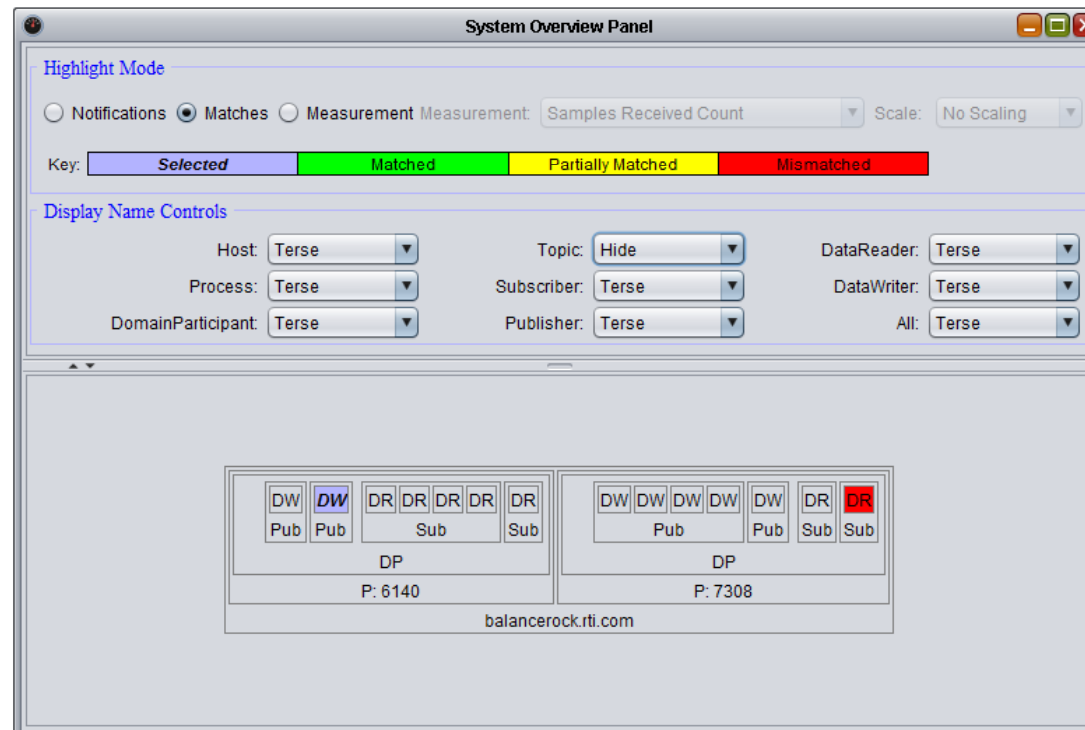 System Overview Panel
Highlight Mode
Notifications Matches Measurement Measurement: Samples Received Count Scale: No Scaling
Key: Selected Matched Partially Matched Mismatched
Display Name Controls
Host: Terse Topic: Hide DataReader: Terse
Process: Terse Subscriber: Terse DataWriter: Terse
DomainParticipant: Terse Publisher: Terse All: Terse
DW DW DR DR DR DR DR DW DW DW DW DW DR DR
Pub Pub Sub Sub Pub Pub Sub Sub
DP DP
P: 6140 P: 7308
balancerock.rti.com